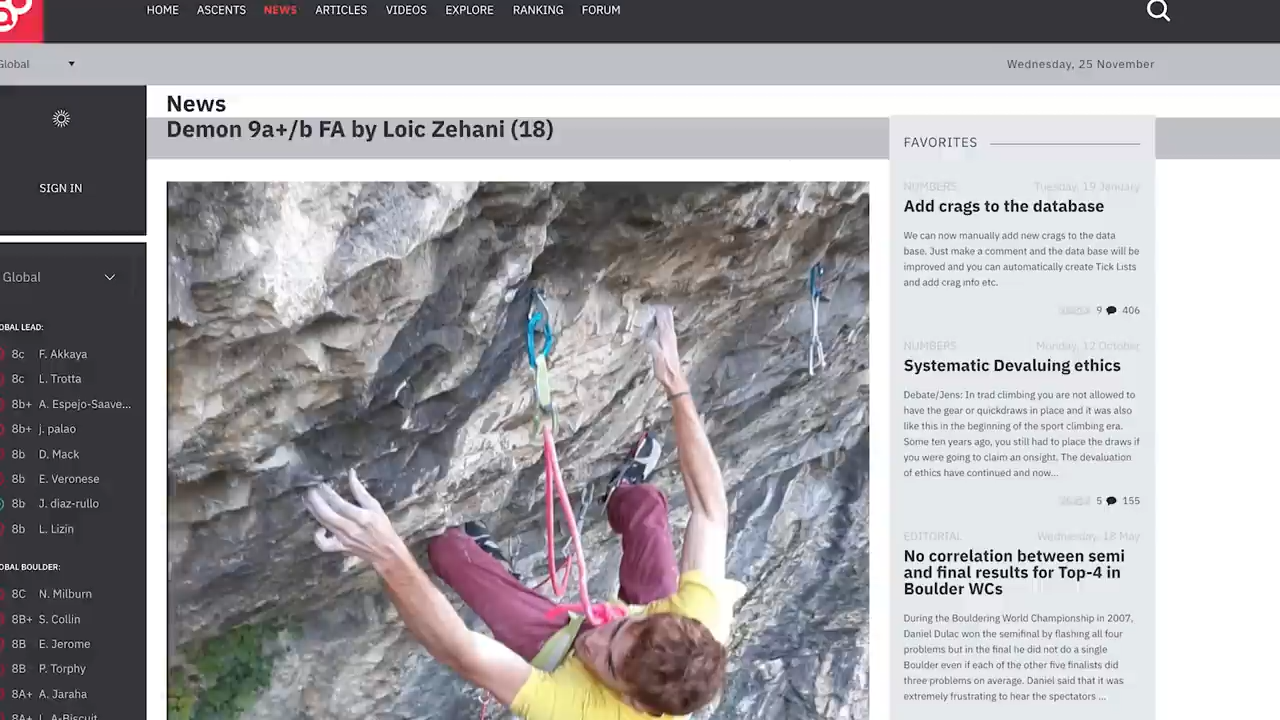 HOME ASCENTS NEWS ARTICLES VIDEOS EXPLORE RANKING FORUM
Global
Wednesday, 25 November
SIGN IN
Global
8c F. Akkaya
8c L. Trotta
8b+ A. Espejo-Saave...
8b+ j. palao
8b D. Mack
8b E. Veronese
8b J. diaz-rullo
8b L. Lizin
OBAL LEAD:
OBAL BOULDER:
8C N. Milburn
8B+ S. Collin
8B E. Jerome
8B P. Torphy
8A+ A. Jaraha
8A+ L. A-Biscuit
News
Demon 9a+/b FA by Loic Zehani (18)
FAVORITES
NUMBERS Tuesday, 19 January
Add crags to the database
We can now manually add new crags to the data
base. Just make a comment and the data base will be
improved and you can automatically create Tick Lists
and add crag info etc.
9 406
NUMBERS Monday, 12 October
Systematic Devaluing ethics
Debate/Jens: In trad climbing you are not allowed to
have the gear or quickdraws in place and it was also
like this in the beginning of the sport climbing era.
Some ten years ago, you still had to place the draws if
you were going to claim an onsight. The devaluation
of ethics have continued and now...
5 155
EDITORIAL Wednesday, 18 May
No correlation between semi
and final results for Top-4 in
Boulder WCs
During the Bouldering World Championship in 2007,
Daniel Dulac won the semifinal by flashing all four
problems but in the final he did not do a single
Boulder even if each of the other five finalists did
three problems on average. Daniel said that it was
extremely frustrating to hear the spectators ...